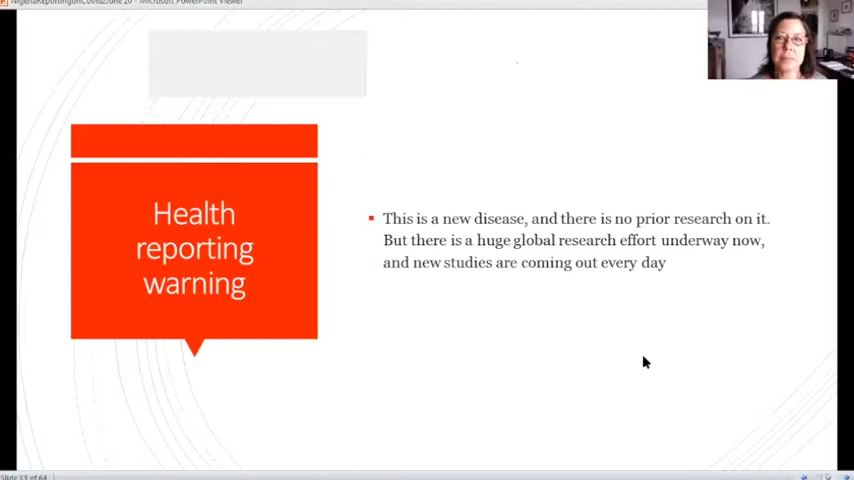 NigeriaReportingonCovid2June 20 - Microsoft PowerPoint Viewer
Health
reporting
warning
This is a new disease, and there is no prior research on it.
But there is a huge global research effort underway now,
and new studies are coming out every day
Slide 13 of 63